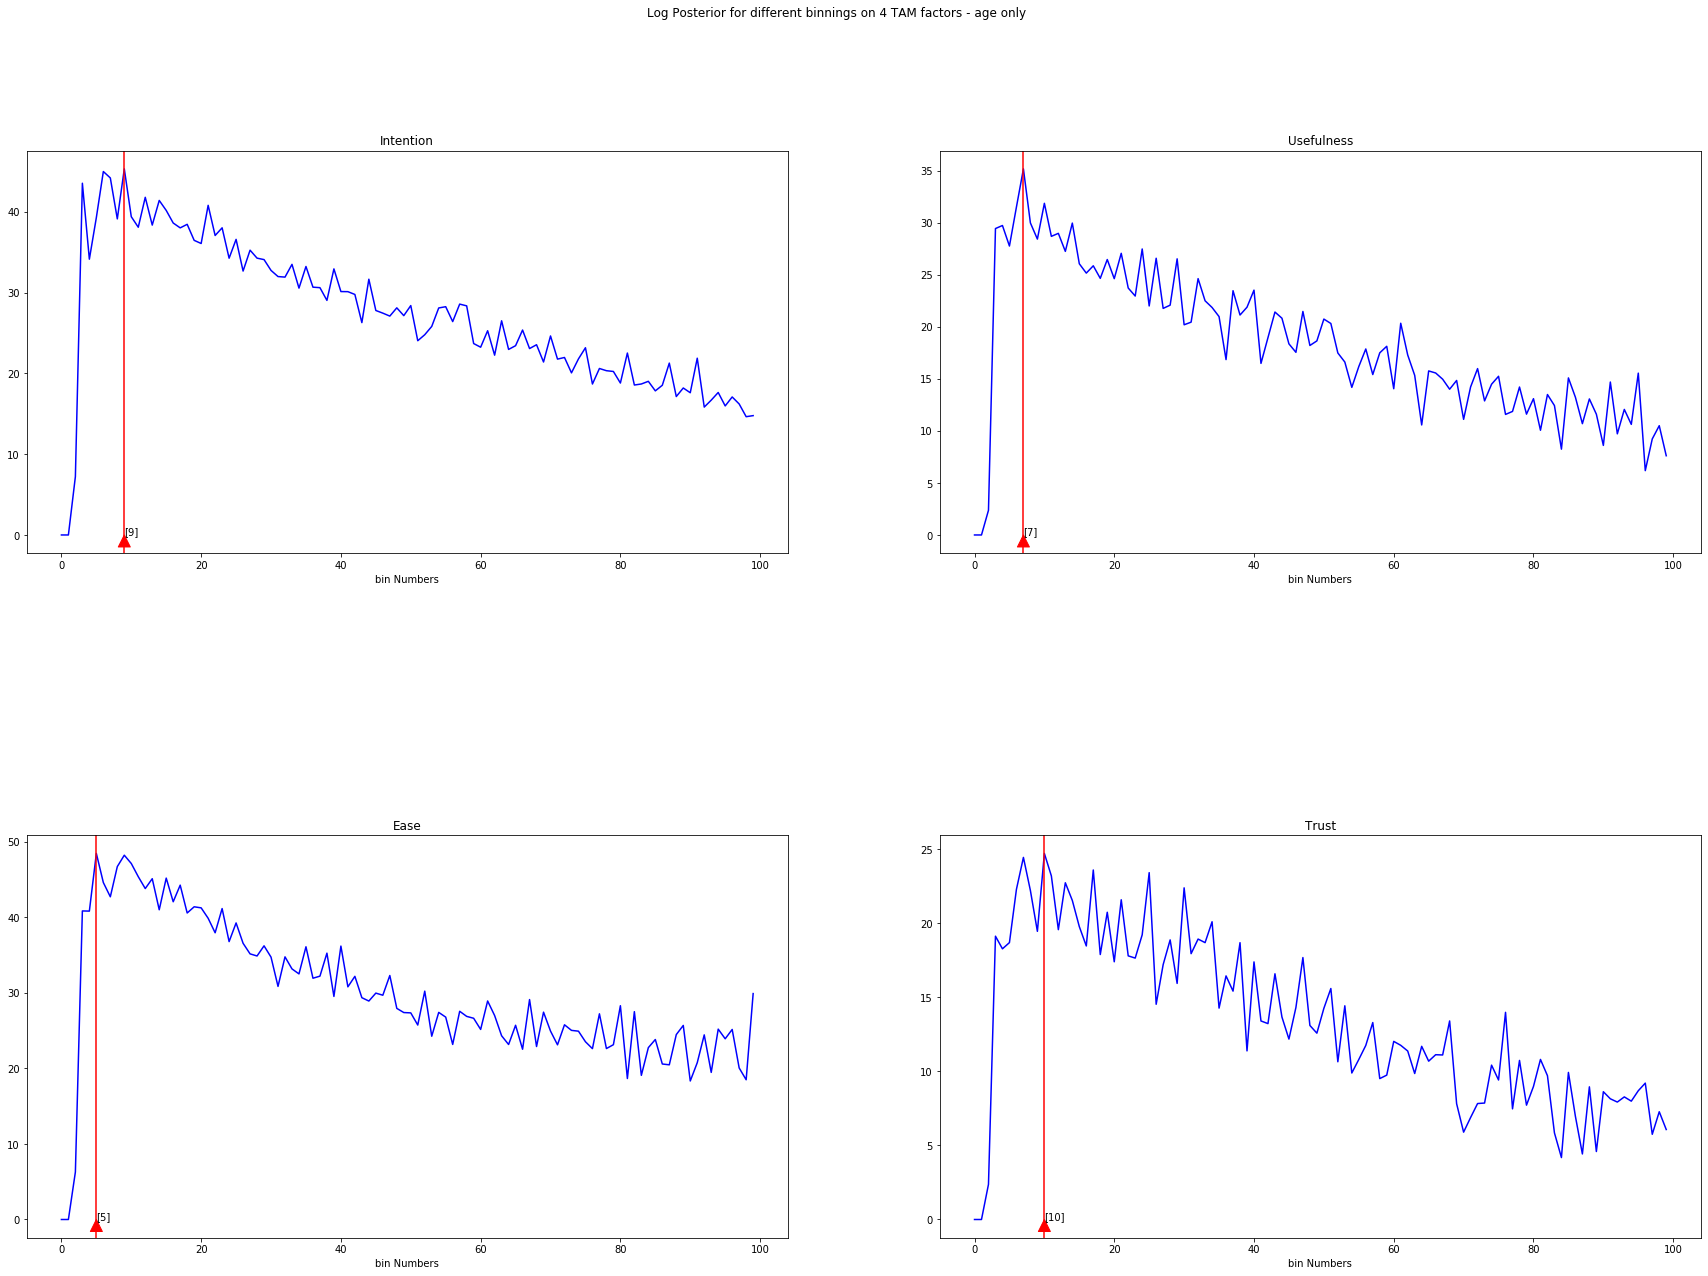 Log Posterior for different binnings on 4 TAM factors - age only
Intention
40
30
20
10
0
[9]
0 20 40 60 80 100
bin Numbers
Usefulness
35
30
25
20
15
10
5
0
[7]
0 20 40 60 80 100
bin Numbers
Ease
50
40
30
20
10
0
[5]
0 20 40 60 80 100
bin Numbers
Trust
25
20
15
10
5
0
[10]
0 20 40 60 80 100
bin Numbers